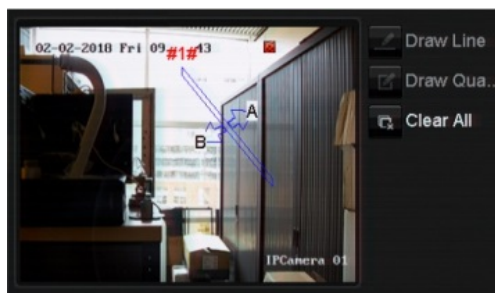 02-02-2018 Fri 09 43
#1#
A
B
IPCamera 01
Draw Line
Draw Qua..
Clear All